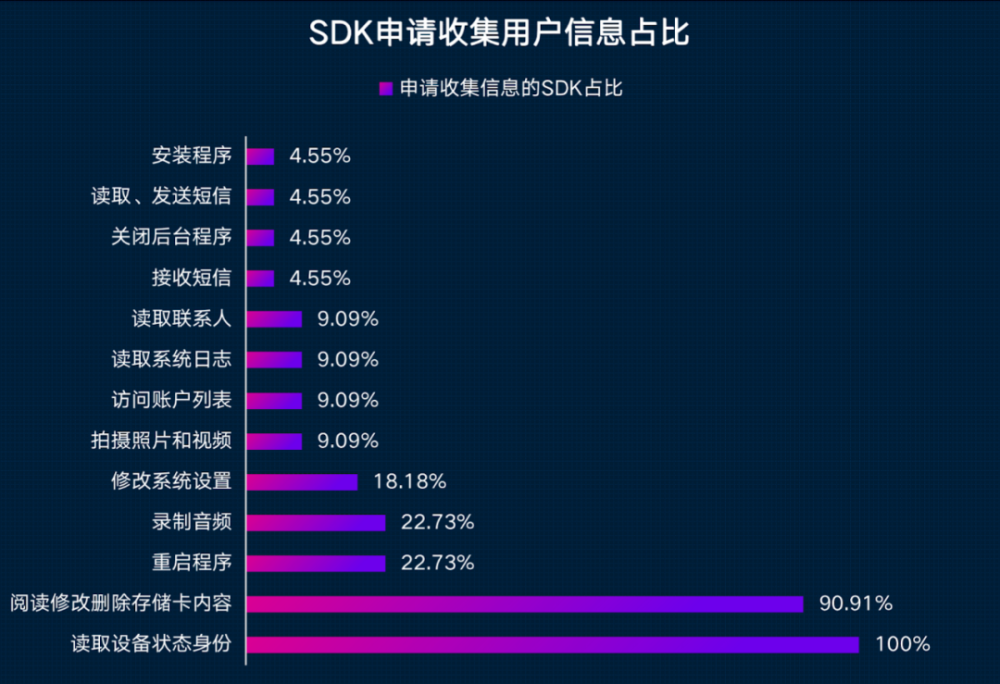 SDK申请收集用户信息占比
申请收集信息的SDK占比
安装程序 4.55%
读取、发送短信 4.55%
关闭后台程序 4.55%
接收短信 4.55%
读取联系人 9.09%
读取系统日志 9.09%
访问账户列表 9.09%
拍摄照片和视频 9.09%
修改系统设置 18.18%
录制音频 22.73%
重启程序 22.73%
阅读修改删除存储卡内容 90.91%
读取设备状态身份 100%